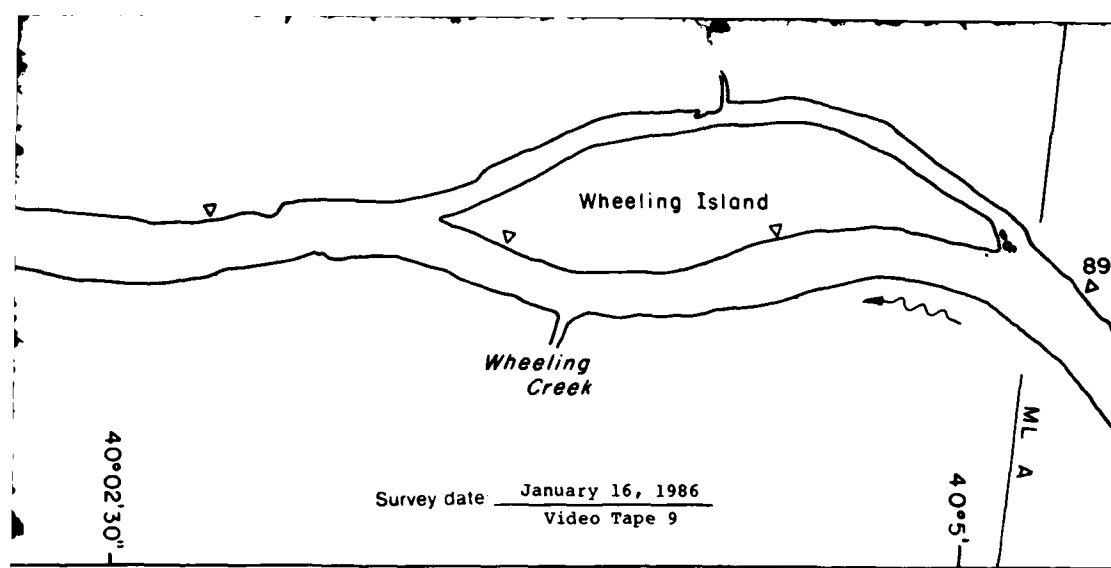 Wheeling Island
89
Wheeling
Creek
ML A
40°02'30"
40°5'
Survey date January 16, 1986
Video Tape 9